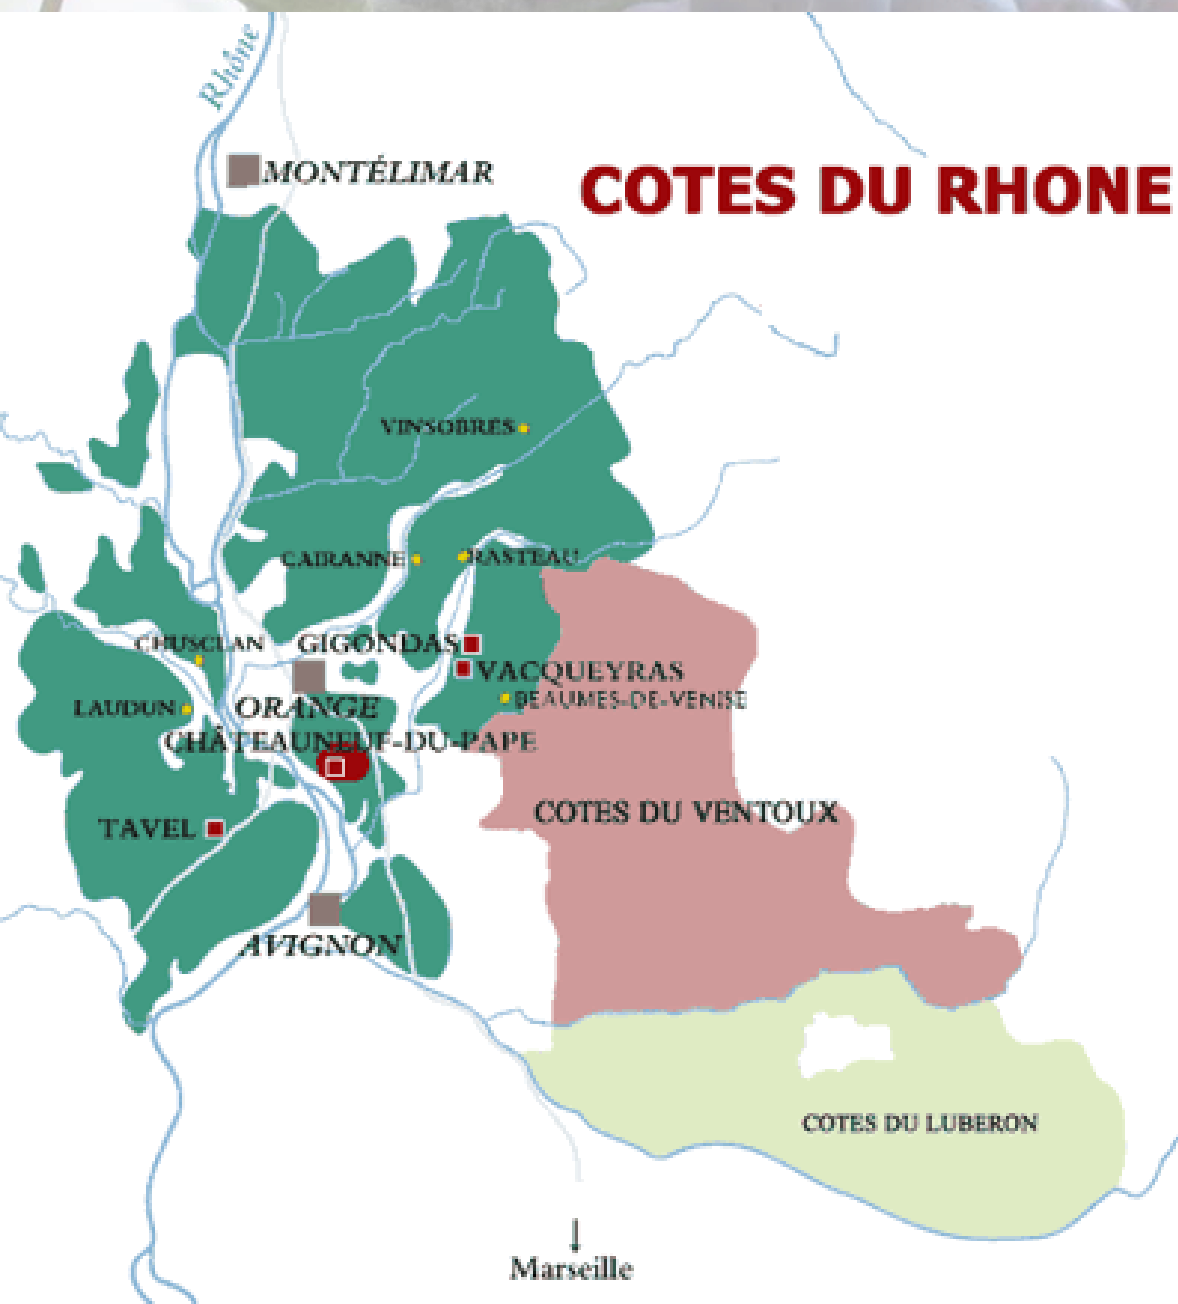 Rhône
MONTÉLIMAR
COTES DU RHONE
VINSOBRES
CAIRANNE
RASTEAU
CHUSCLAN
GIGONDAS
VACQUEYRAS
BEAUMES-DE-VENISE
LAUDUN
ORANGE
CHÂTEAUNEUF-DU-PAPE
TAVEL
COTES DU VENTOUX
AVIGNON
COTES DU LUBERON
Marseille